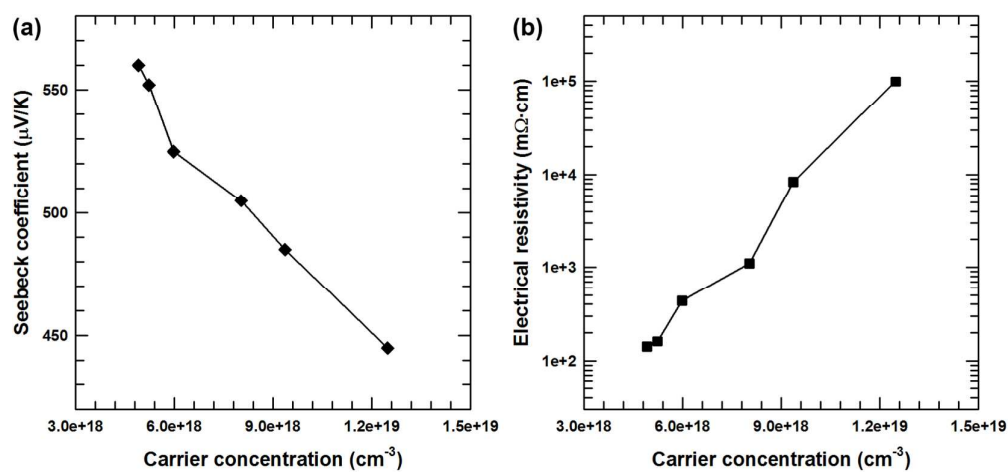 (a)
Seebeck coefficient (μV/K)
550
500
450
3.0e+18 6.0e+18 9.0e+18 1.2e+19 1.5e+19
Carrier concentration (cm⁻³)
(b)
Electrical resistivity (mΩ·cm)
1e+5
1e+4
1e+3
1e+2
3.0e+18 6.0e+18 9.0e+18 1.2e+19 1.5e+19
Carrier concentration (cm⁻³)